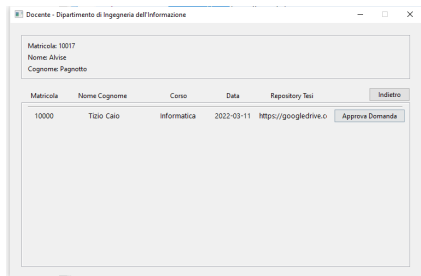 Docente - Dipartimento di Ingegneria dell'Informazione
Matricola: 10017
Nome: Alvise
Cognome: Pagnotto
Matricola Nome Cognome Corso Data Repository Tesi Indietro
10000 Tizio Caio Informatica 2022-03-11 https://googledrive.o Approva Domanda